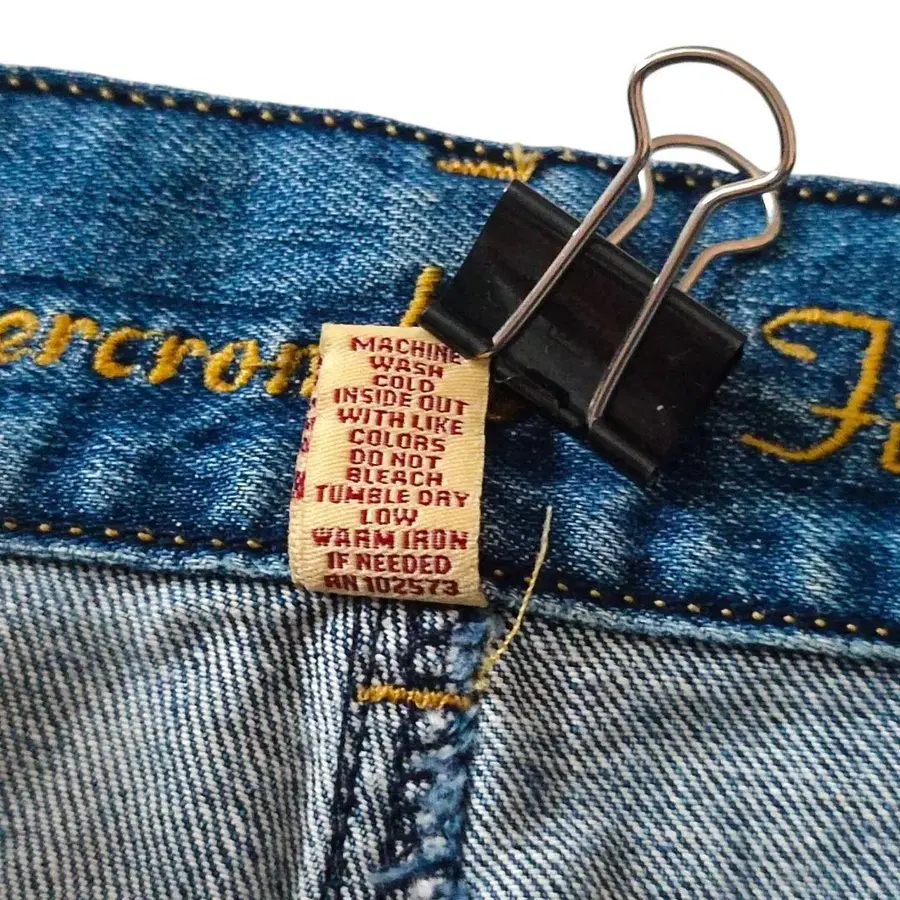 ercrom
Fi
MACHINE
WASH
COLD
INSIDE OUT
WITH LIKE
COLORS
DO NOT
BLEACH
TUMBLE DRY
LOW
WARM IRON
IF NEEDED
RN 102573